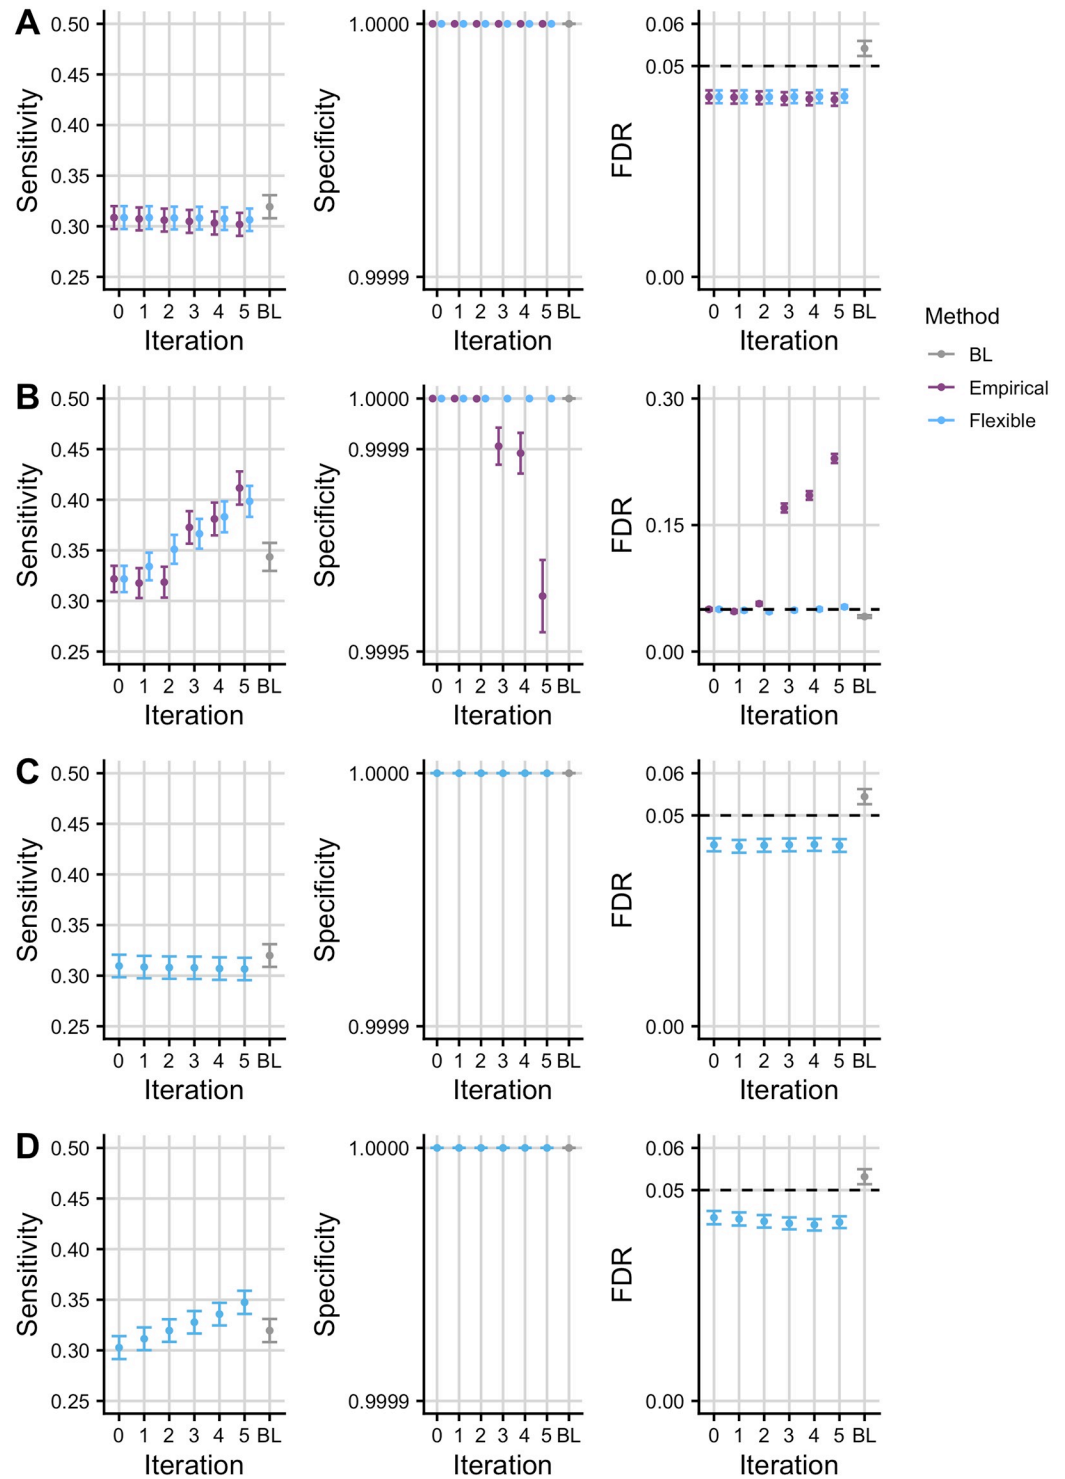 A
Sensitivity
0.50
0.45
0.40
0.35
0.30
0.25
0 1 2 3 4 5 BL
Iteration
Specificity
1.0000
0.9999
0 1 2 3 4 5 BL
Iteration
FDR
0.06
0.05
0.00
0 1 2 3 4 5 BL
Iteration
Method
BL
Empirical
Flexible
B
Sensitivity
0.50
0.45
0.40
0.35
0.30
0.25
0 1 2 3 4 5 BL
Iteration
Specificity
1.0000
0.9999
0.9995
0 1 2 3 4 5 BL
Iteration
FDR
0.30
0.15
0.00
0 1 2 3 4 5 BL
Iteration
C
Sensitivity
0.50
0.45
0.40
0.35
0.30
0.25
0 1 2 3 4 5 BL
Iteration
Specificity
1.0000
0.9999
0 1 2 3 4 5 BL
Iteration
FDR
0.06
0.05
0.00
0 1 2 3 4 5 BL
Iteration
D
Sensitivity
0.50
0.45
0.40
0.35
0.30
0.25
0 1 2 3 4 5 BL
Iteration
Specificity
1.0000
0.9999
0 1 2 3 4 5 BL
Iteration
FDR
0.06
0.05
0.00
0 1 2 3 4 5 BL
Iteration